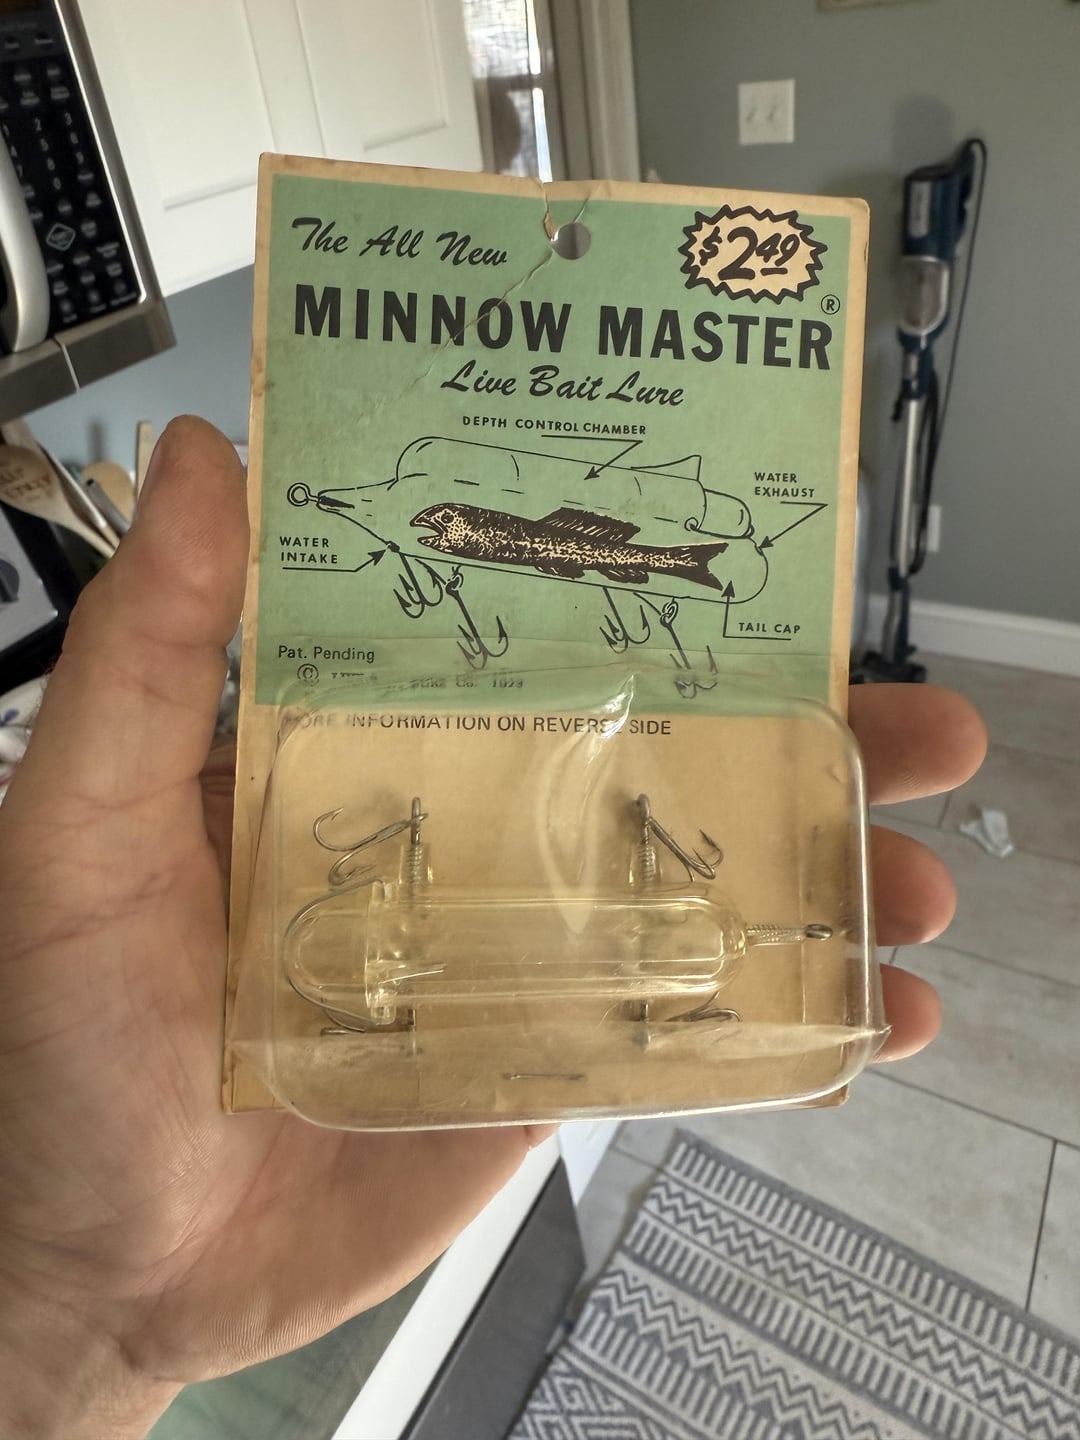 The All New
$2.49
MINNOW MASTER®
Live Bait Lure
DEPTH CONTROL CHAMBER
WATER
EXHAUST
WATER
INTAKE
TAIL CAP
Pat. Pending
©
MORE INFORMATION ON REVERSE SIDE